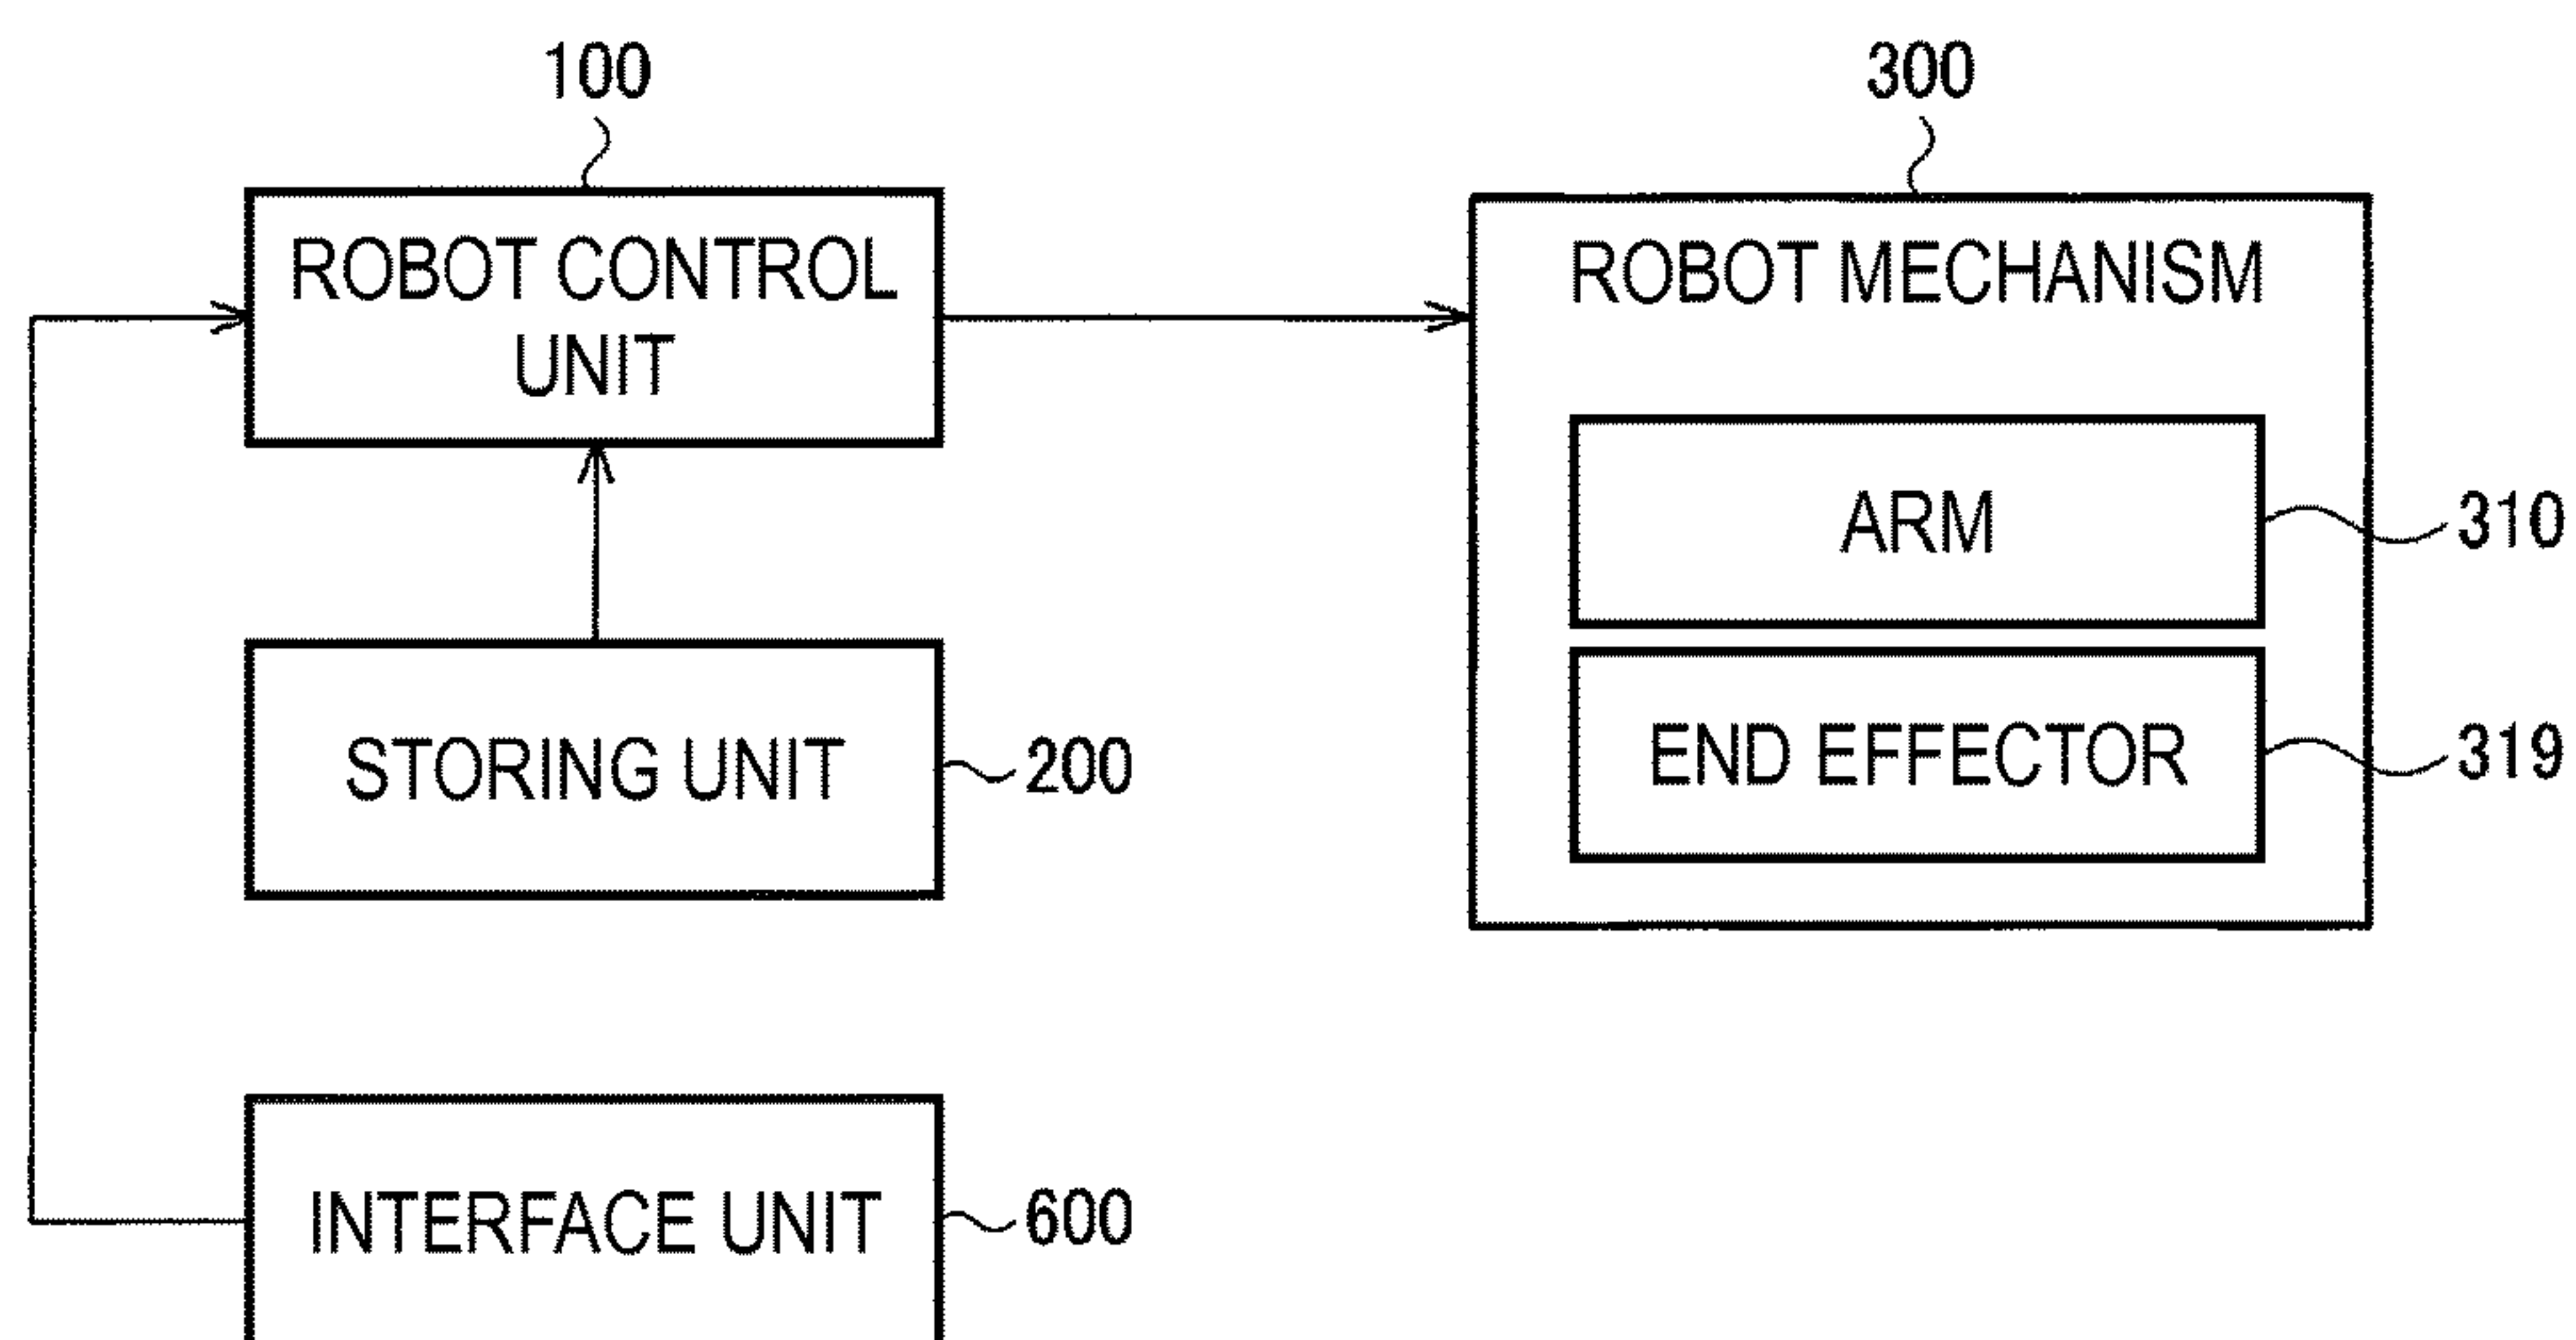 100
300
ROBOT CONTROL
UNIT
ROBOT MECHANISM
ARM
310
STORING UNIT
200
END EFFECTOR
319
INTERFACE UNIT
600